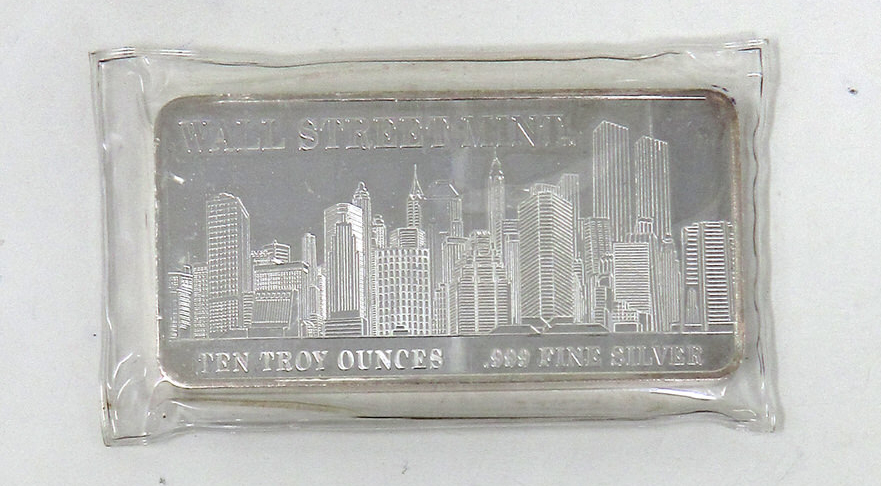 WALL STREET MINT
TEN TROY OUNCES .999 FINE SILVER